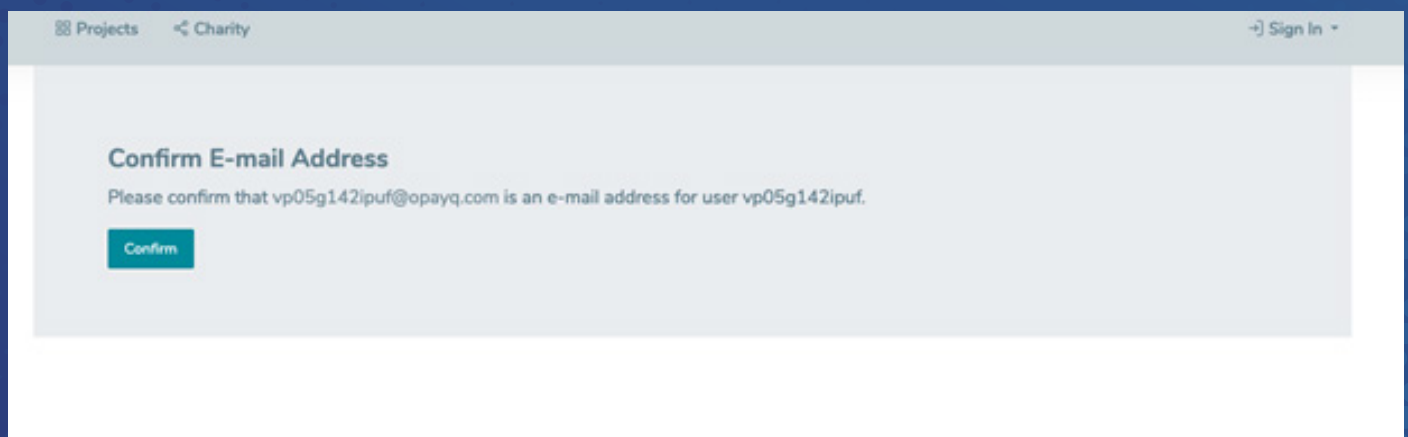 Projects Charity Sign In
Confirm E-mail Address
Please confirm that vp05g142ipuf@opayq.com is an e-mail address for user vp05g142ipuf.
Confirm